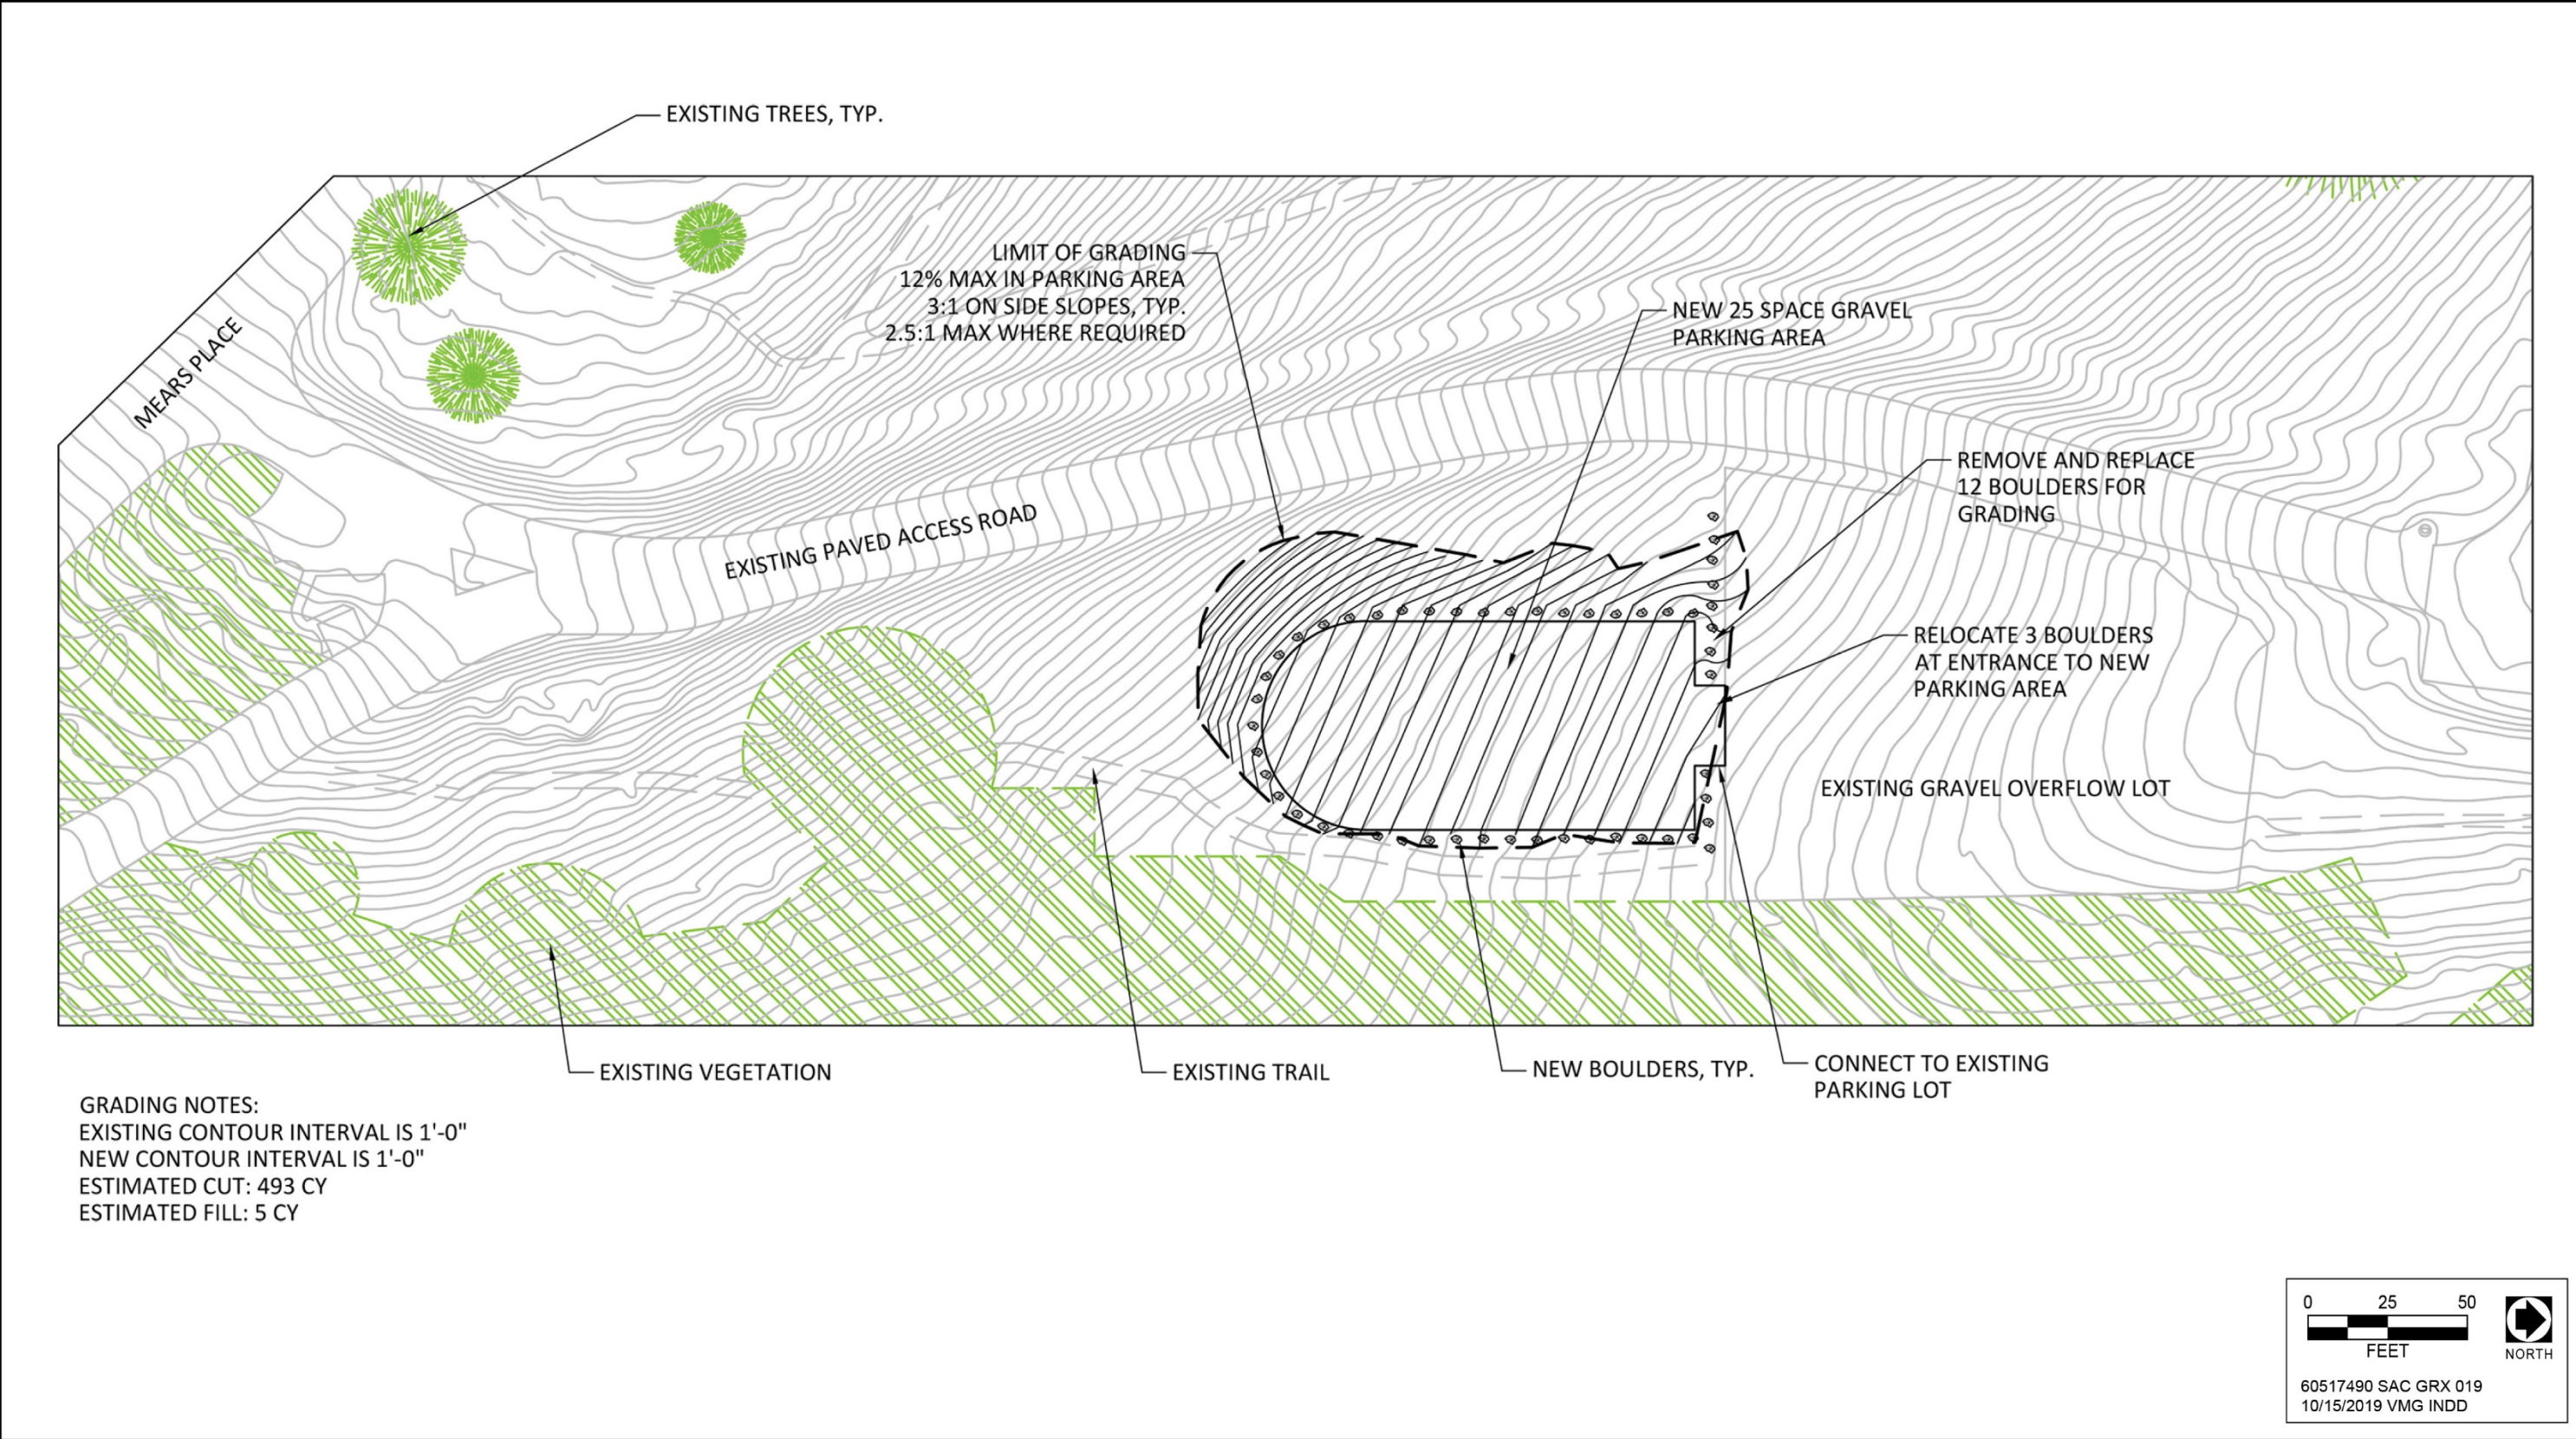 EXISTING TREES, TYP.
LIMIT OF GRADING
12% MAX IN PARKING AREA
3:1 ON SIDE SLOPES, TYP.
2.5:1 MAX WHERE REQUIRED
NEW 25 SPACE GRAVEL
PARKING AREA
MEARS PLACE
REMOVE AND REPLACE
12 BOULDERS FOR
GRADING
EXISTING PAVED ACCESS ROAD
RELOCATE 3 BOULDERS
AT ENTRANCE TO NEW
PARKING AREA
EXISTING GRAVEL OVERFLOW LOT
EXISTING VEGETATION
EXISTING TRAIL
NEW BOULDERS, TYP.
CONNECT TO EXISTING
PARKING LOT
GRADING NOTES:
EXISTING CONTOUR INTERVAL IS 1'-0"
NEW CONTOUR INTERVAL IS 1'-0"
ESTIMATED CUT: 493 CY
ESTIMATED FILL: 5 CY
0 25 50
FEET
NORTH
60517490 SAC GRX 019
10/15/2019 VMG INDD